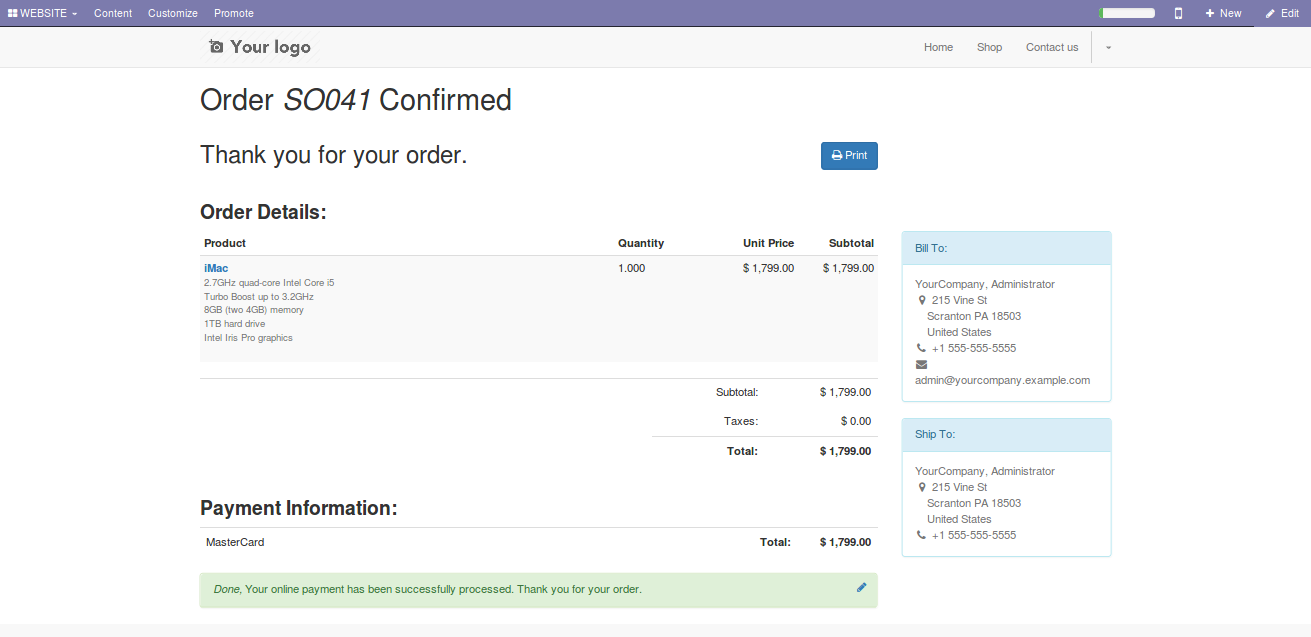 WEBSITE Content Customize Promote New Edit
Your logo Home Shop Contact us
Order SO041 Confirmed
Thank you for your order.
Print
Order Details:
Product Quantity Unit Price Subtotal
iMac 1.000 $ 1,799.00 $ 1,799.00
2.7GHz quad-core Intel Core i5
Turbo Boost up to 3.2GHz
8GB (two 4GB) memory
1TB hard drive
Intel Iris Pro graphics
Subtotal: $ 1,799.00
Taxes: $ 0.00
Total: $ 1,799.00
Payment Information:
MasterCard Total: $ 1,799.00
Done, Your online payment has been successfully processed. Thank you for your order.
Bill To:
YourCompany, Administrator
215 Vine St
Scranton PA 18503
United States
+1 555-555-5555
admin@yourcompany.example.com
Ship To:
YourCompany, Administrator
215 Vine St
Scranton PA 18503
United States
+1 555-555-5555